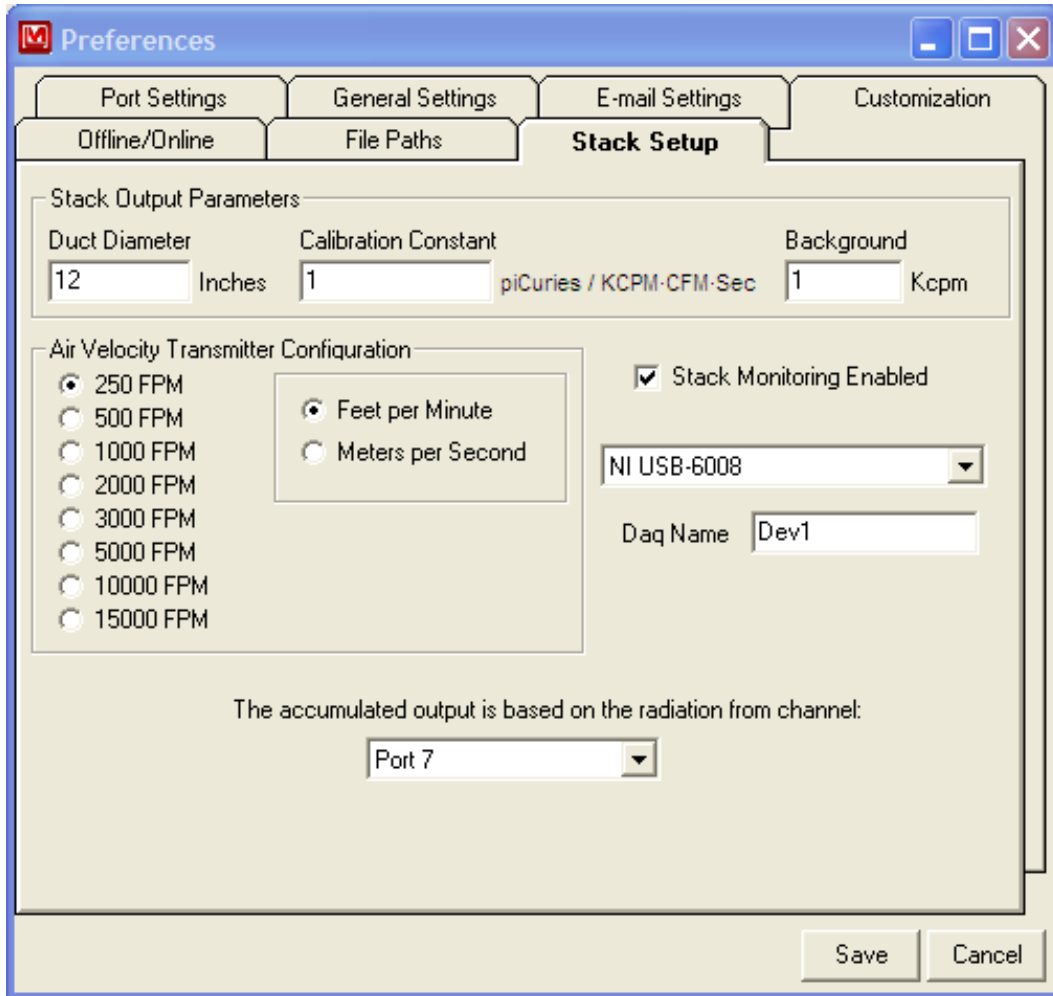 Preferences
Port Settings
General Settings
E-mail Settings
Customization
Offline/Online
File Paths
Stack Setup
Stack Output Parameters
Duct Diameter
12 Inches
Calibration Constant
1 piCuries / KCPM·CFM·Sec
Background
1 Kcpm
Air Velocity Transmitter Configuration
250 FPM
500 FPM
1000 FPM
2000 FPM
3000 FPM
5000 FPM
10000 FPM
15000 FPM
Feet per Minute
Meters per Second
Stack Monitoring Enabled
NI USB-6008
Daq Name Dev1
The accumulated output is based on the radiation from channel:
Port 7
Save
Cancel